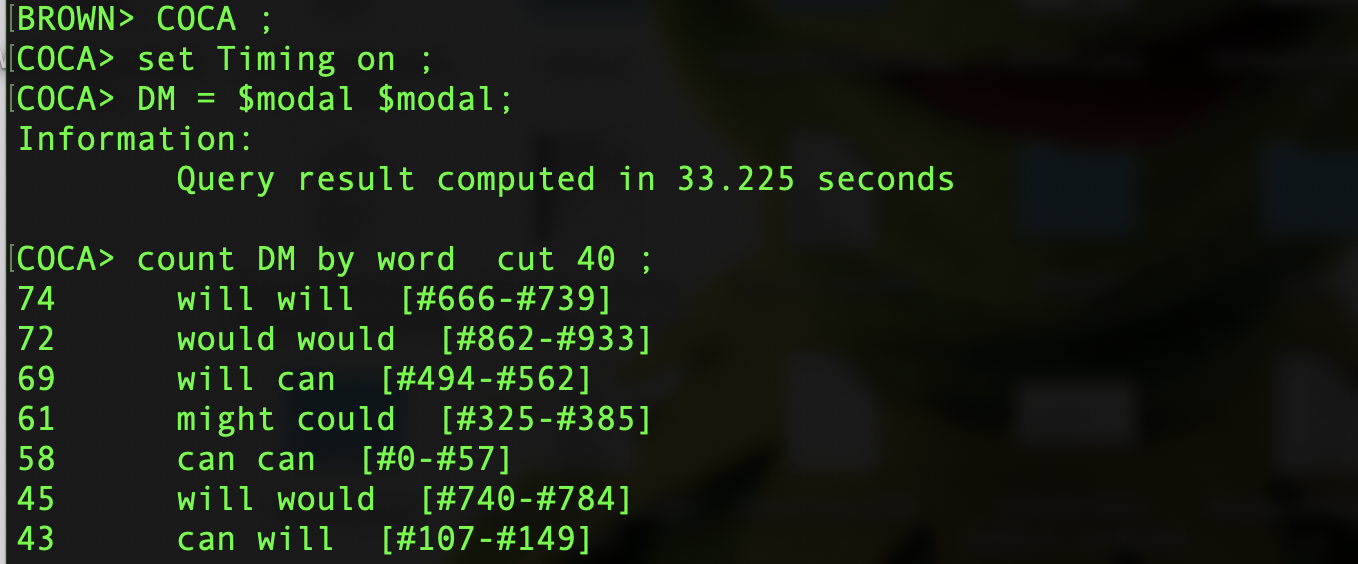 [BROWN> COCA ;
[COCA> set Timing on ;
[COCA> DM = $modal $modal;
Information:
        Query result computed in 33.225 seconds
[COCA> count DM by word  cut 40 ;
74      will will  [#666-#739]
72      would would  [#862-#933]
69      will can  [#494-#562]
61      might could  [#325-#385]
58      can can  [#0-#57]
45      will would  [#740-#784]
43      can will  [#107-#149]